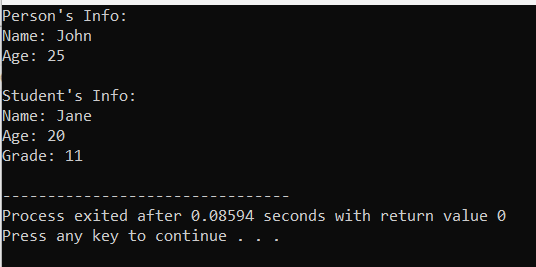 Person's Info:
Name: John
Age: 25
Student's Info:
Name: Jane
Age: 20
Grade: 11
--------------------------------
Process exited after 0.08594 seconds with return value 0
Press any key to continue . . .